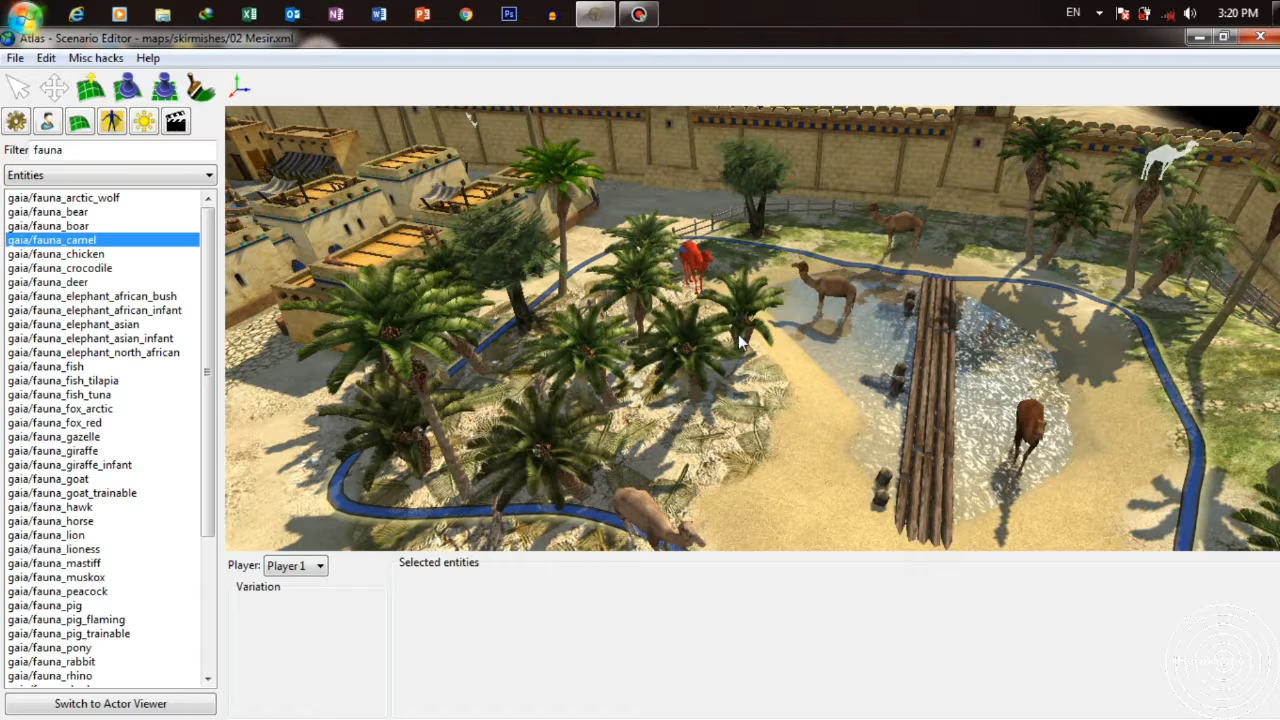 EN
3:20 PM
Atlas - Scenario Editor - maps/skirmishes/02 Mesir.xml
File Edit Misc hacks Help
Filter fauna
Entities
gaia/fauna_arctic_wolf
gaia/fauna_bear
gaia/fauna_boar
gaia/fauna_camel
gaia/fauna_chicken
gaia/fauna_crocodile
gaia/fauna_deer
gaia/fauna_elephant_african_bush
gaia/fauna_elephant_african_infant
gaia/fauna_elephant_asian
gaia/fauna_elephant_asian_infant
gaia/fauna_elephant_north_african
gaia/fauna_fish
gaia/fauna_fish_tilapia
gaia/fauna_fish_tuna
gaia/fauna_fox_arctic
gaia/fauna_fox_red
gaia/fauna_gazelle
gaia/fauna_giraffe
gaia/fauna_giraffe_infant
gaia/fauna_goat
gaia/fauna_goat_trainable
gaia/fauna_hawk
gaia/fauna_horse
gaia/fauna_lion
gaia/fauna_lioness
gaia/fauna_mastiff
gaia/fauna_muskox
gaia/fauna_peacock
gaia/fauna_pig
gaia/fauna_pig_flaming
gaia/fauna_pig_trainable
gaia/fauna_pony
gaia/fauna_rabbit
gaia/fauna_rhino
Switch to Actor Viewer
Player: Player 1
Variation
Selected entities